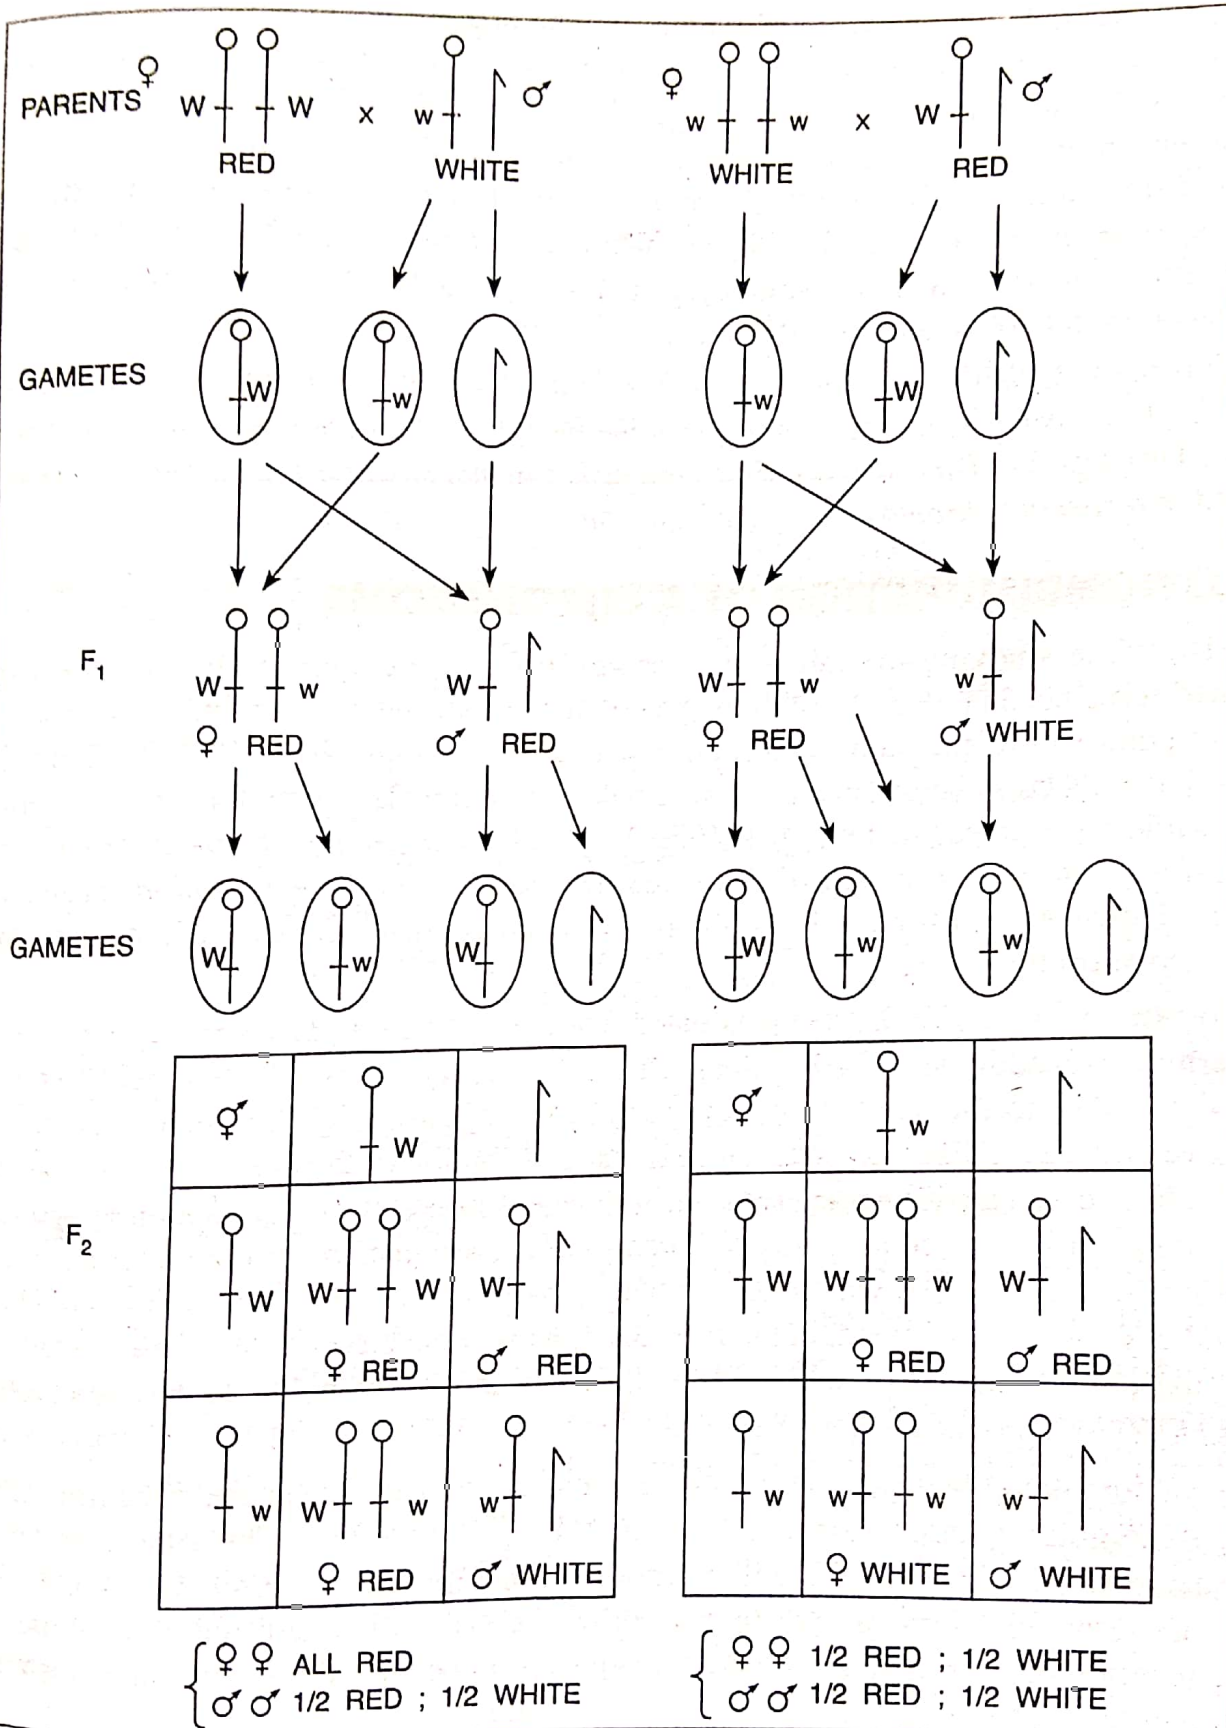 ♀ ♂ ♀ ♂
PARENTS W W x w w w x W
RED WHITE WHITE RED
GAMETES W w w W
F1 W w W W w w
♀ RED ♂ RED ♀ RED ♂ WHITE
GAMETES W w W W w w
W w
F2 W W W W W W w W
♀ RED ♂ RED ♀ RED ♂ RED
w W w w w w w w
♀ RED ♂ WHITE ♀ WHITE ♂ WHITE
♀ ♀ ALL RED
♂ ♂ 1/2 RED ; 1/2 WHITE
♀ ♀ 1/2 RED ; 1/2 WHITE
♂ ♂ 1/2 RED ; 1/2 WHITE